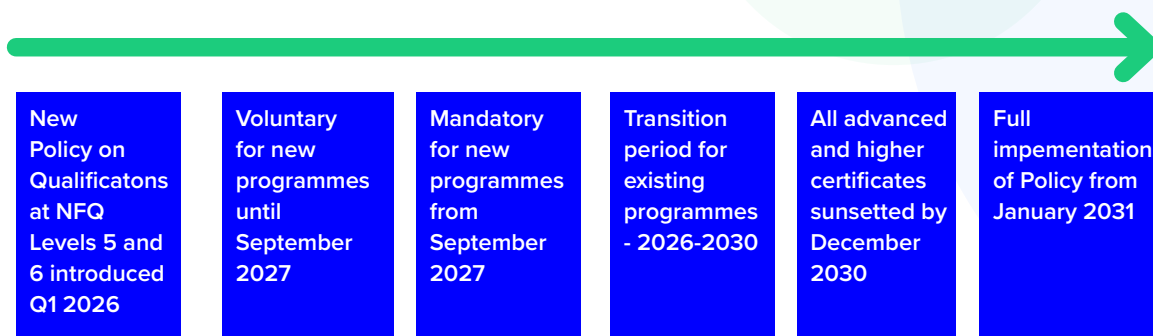 New
Policy on
Qualificatons
at NFQ
Levels 5 and
6 introduced
Q1 2026
Voluntary
for new
programmes
until
September
2027
Mandatory
for new
programmes
from
September
2027
Transition
period for
existing
programmes
- 2026-2030
All advanced
and higher
certificates
sunsetted by
December
2030
Full
impementation
of Policy from
January 2031